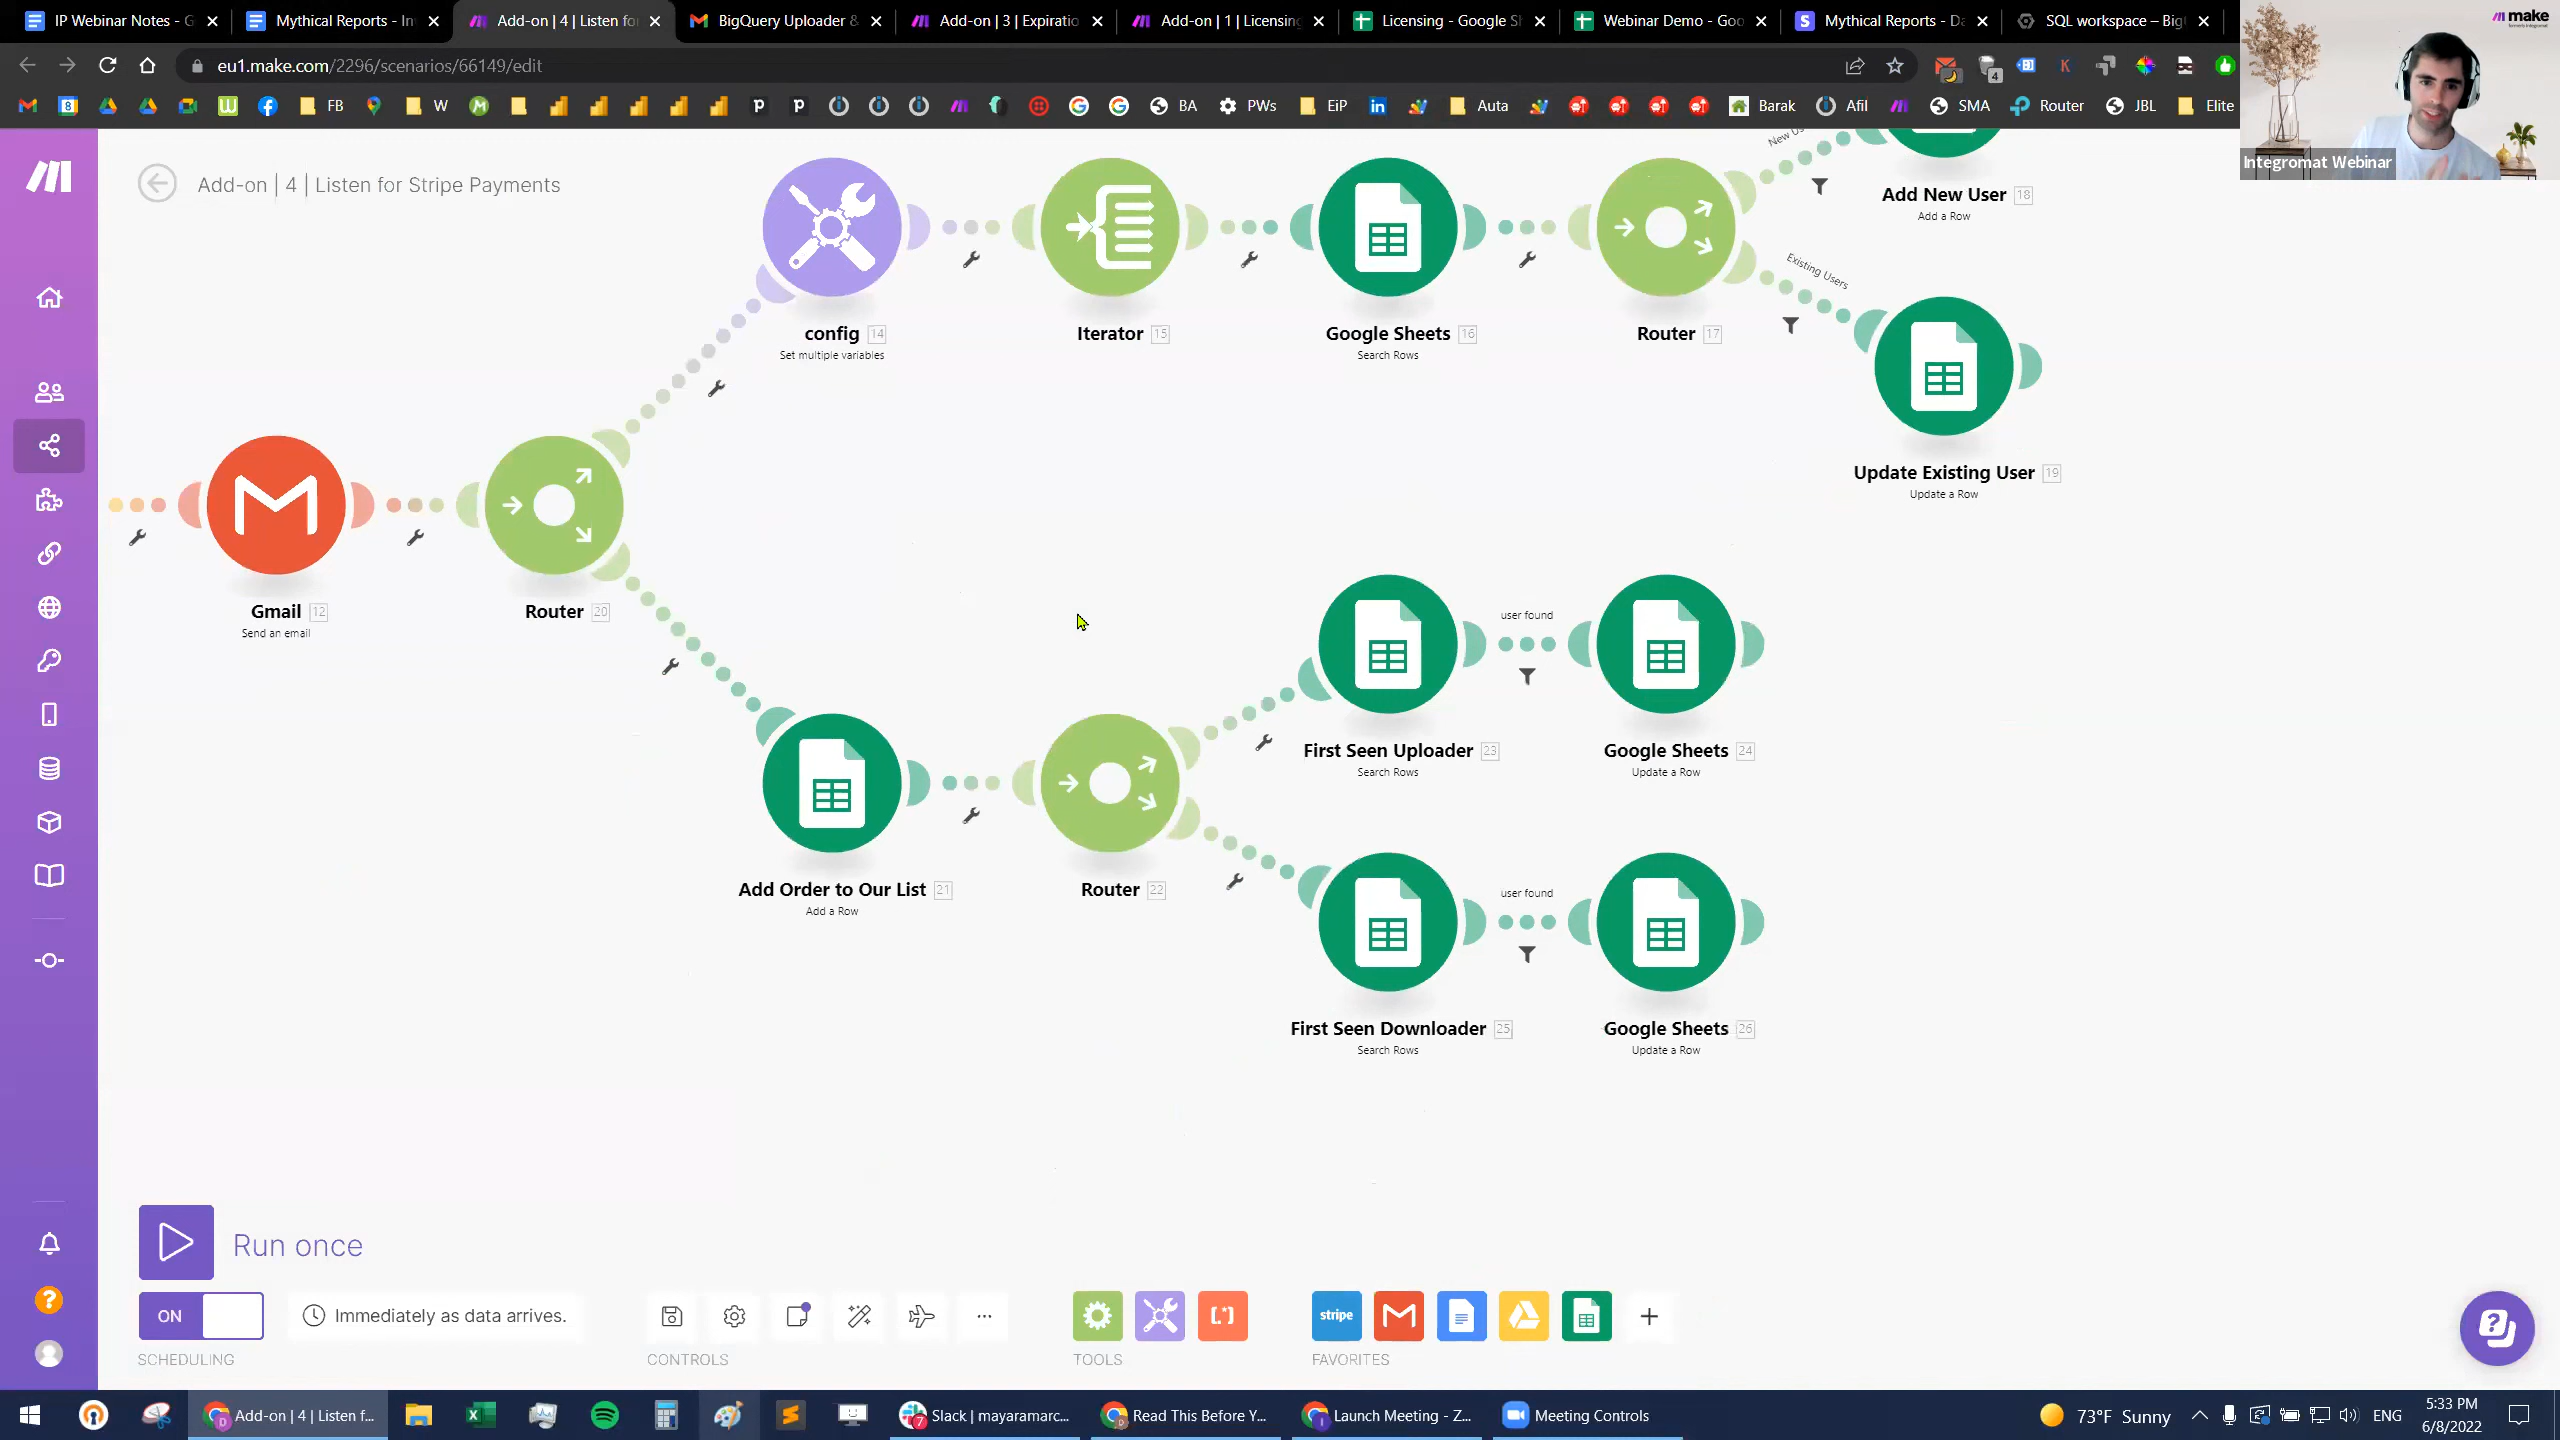 IP Webinar Notes - G
Mythical Reports - In
Add-on | 4 | Listen fo
BigQuery Uploader &
Add-on | 3 | Expiratio
Add-on | 1 | Licensing
Licensing - Google Sh
Webinar Demo - Goo
Mythical Reports - Da
SQL workspace – Big
make
formerly Integromat
eu1.make.com/2296/scenarios/66149/edit
4
8
FB
W
BA
PWs
EiP
Auta
Barak
Afil
SMA
Router
JBL
Elite
Integromat Webinar
Add-on | 4 | Listen for Stripe Payments
New Us
Add New User 18
Add a Row
Existing Users
config 14
Set multiple variables
Iterator 15
Google Sheets 16
Search Rows
Router 17
Update Existing User 19
Update a Row
Gmail 12
Send an email
Router 20
user found
First Seen Uploader 23
Search Rows
Google Sheets 24
Update a Row
Add Order to Our List 21
Add a Row
Router 22
user found
First Seen Downloader 25
Search Rows
Google Sheets 26
Update a Row
Run once
ON
Immediately as data arrives.
stripe
SCHEDULING
CONTROLS
TOOLS
FAVORITES
Add-on | 4 | Listen f...
7
Slack | mayaramarc...
Read This Before Y...
Launch Meeting - Z...
Meeting Controls
73°F Sunny
ENG
5:33 PM
6/8/2022